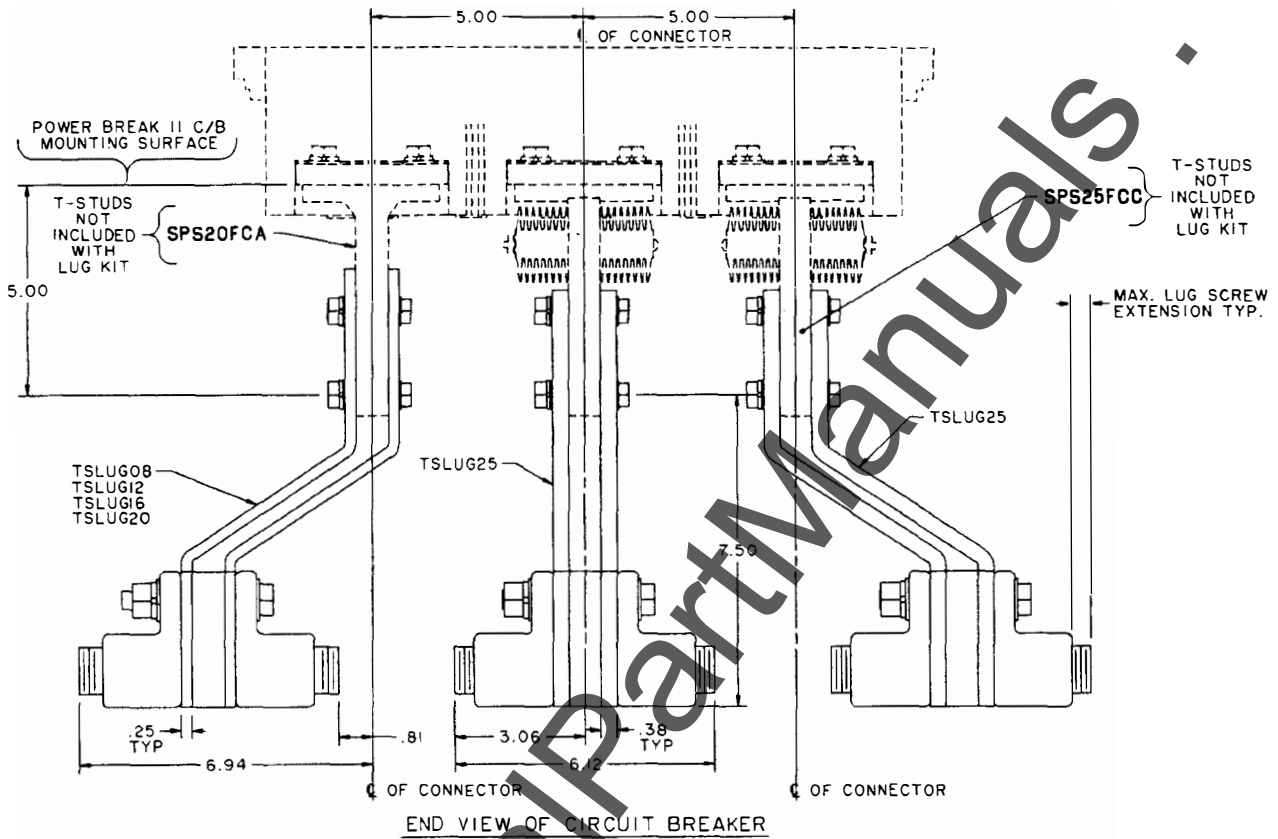 5.00
5.00
℄ OF CONNECTOR
POWER BREAK II C/B
MOUNTING SURFACE
T-STUDS
NOT
INCLUDED
WITH
LUG KIT
SPS20FCA
SPS25FCC
T-STUDS
NOT
INCLUDED
WITH
LUG KIT
5.00
MAX. LUG SCREW
EXTENSION TYP.
TSLUG08
TSLUG12
TSLUG16
TSLUG20
TSLUG25
TSLUG25
7.50
.25
TYP
.81
6.94
3.06
.38
TYP
6.12
℄ OF CONNECTOR
℄ OF CONNECTOR
END VIEW OF CIRCUIT BREAKER